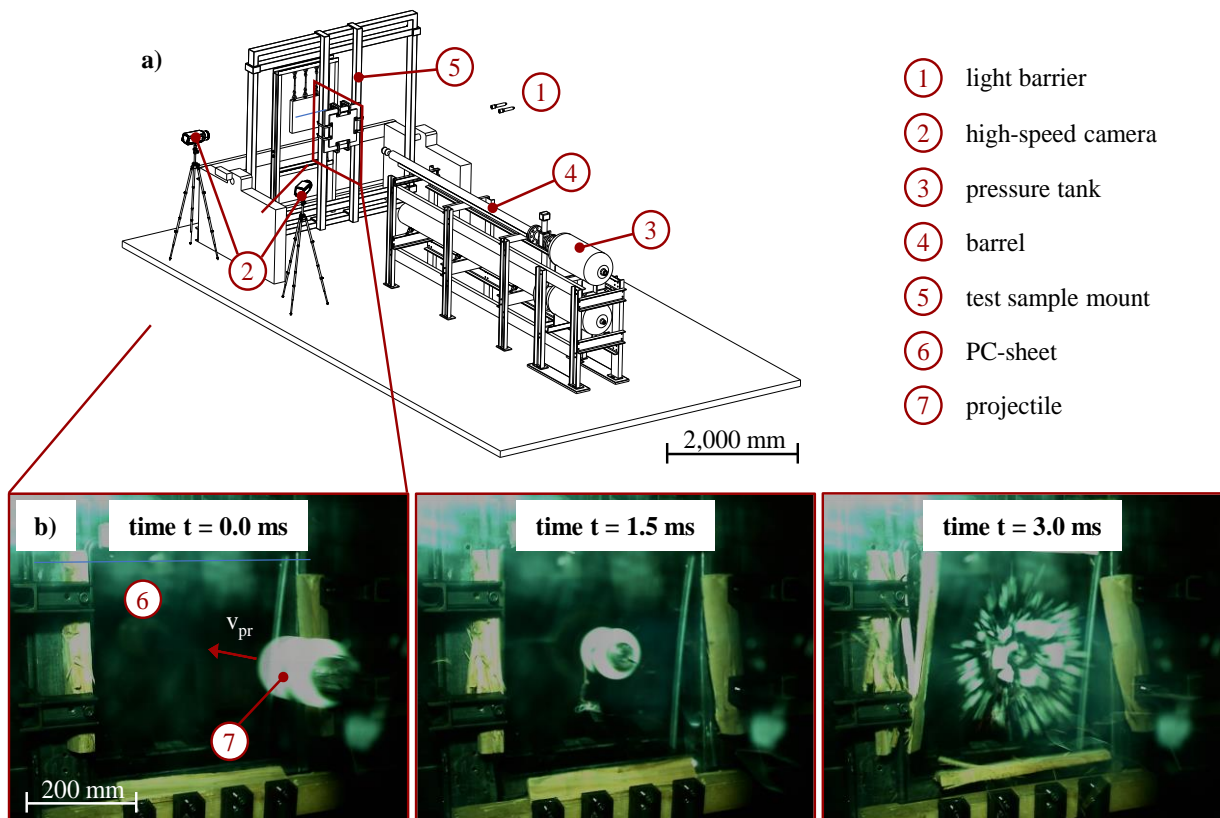 a)
5
1
4
3
2
2,000 mm
1 light barrier
2 high-speed camera
3 pressure tank
4 barrel
5 test sample mount
6 PC-sheet
7 projectile
b) time t = 0.0 ms
6
v_pr
7
200 mm
time t = 1.5 ms
time t = 3.0 ms